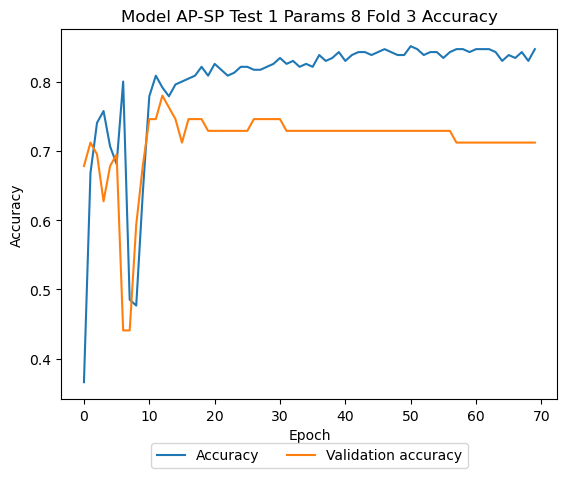 Model AP-SP Test 1 Params 8 Fold 3 Accuracy
Accuracy
0.8
0.7
0.6
0.5
0.4
0 10 20 30 40 50 60 70
Epoch
Accuracy Validation accuracy